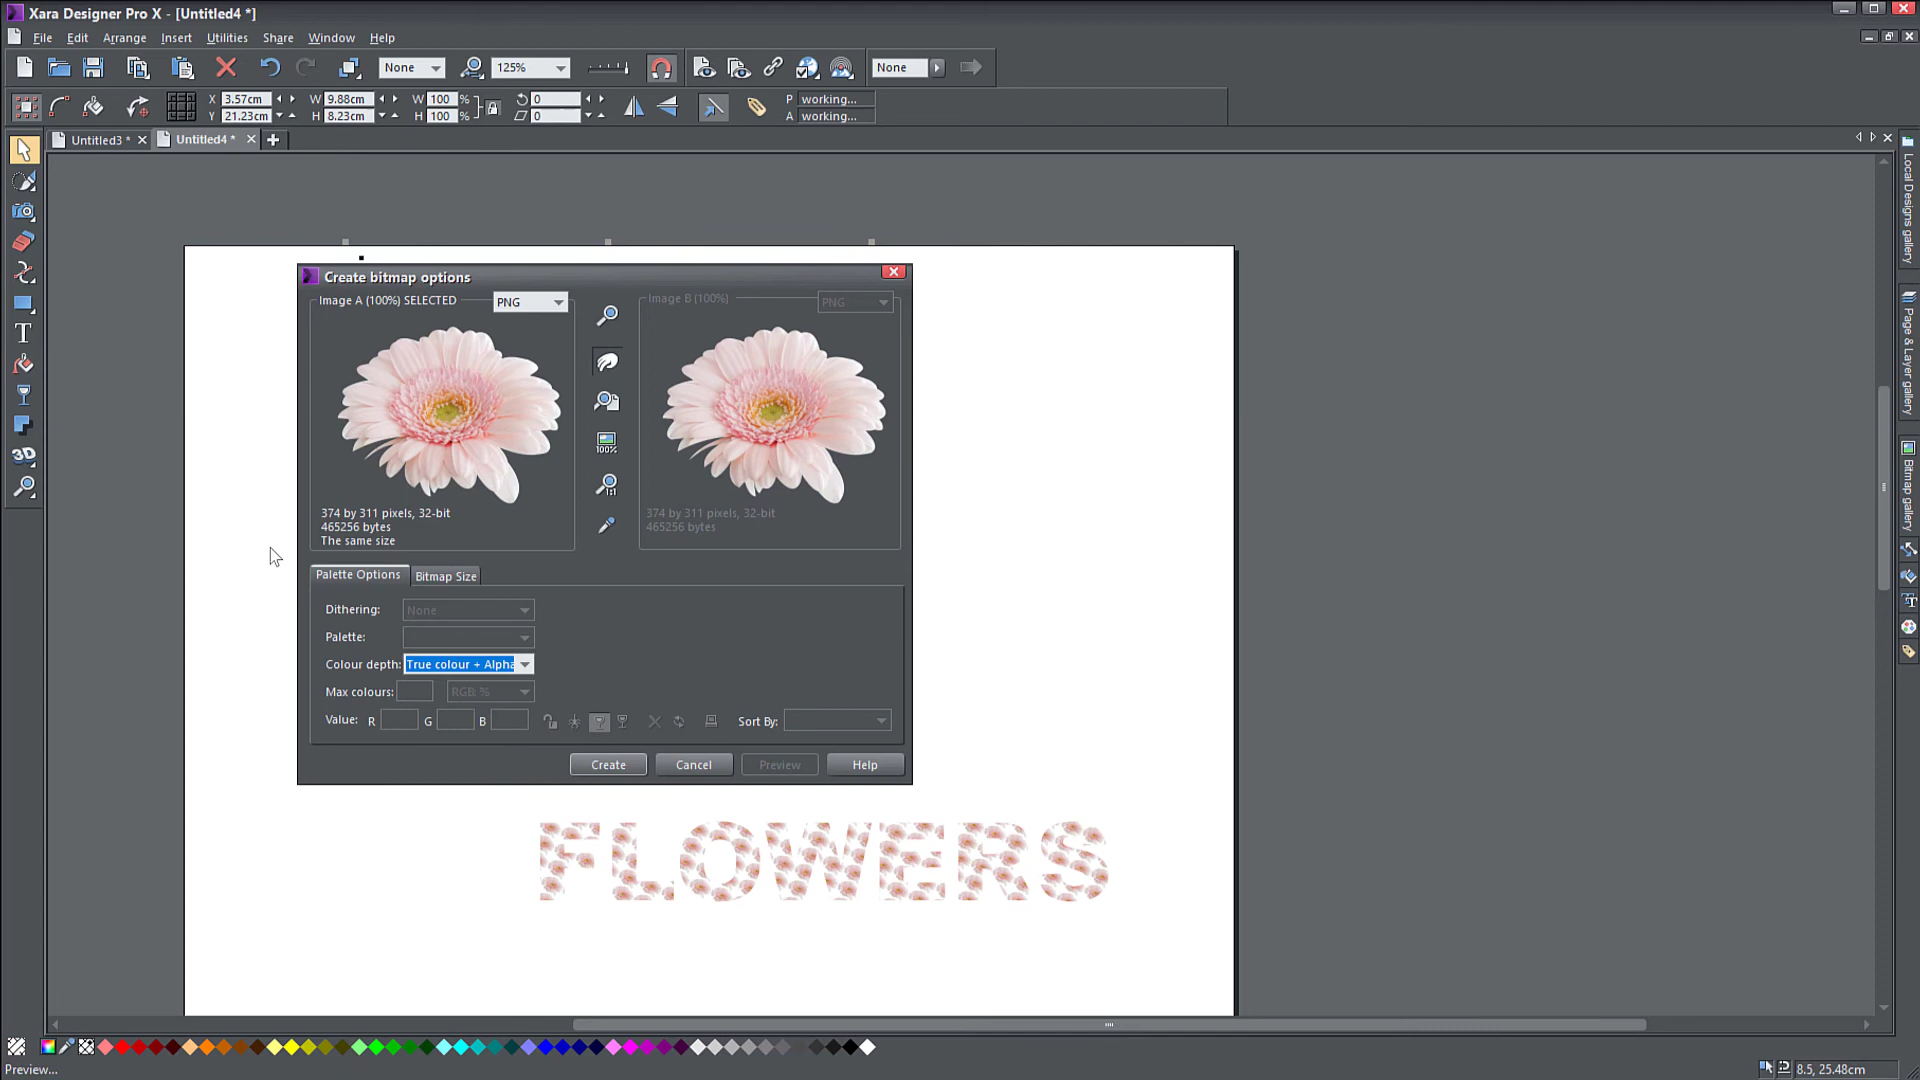 Xara Designer Pro X - [Untitled4 *]
File Edit Arrange Insert Utilities Share Window Help
None 125% None
X 3.57cm W 9.88cm W 100 % 0 P working...
Y 21.23cm H 8.23cm H 100 % 0 A working...
Untitled3 * Untitled4 *
Create bitmap options
Image A (100%) SELECTED PNG Image B (100%) PNG
100%
1:1
374 by 311 pixels, 32-bit 374 by 311 pixels, 32-bit
465256 bytes 465256 bytes
The same size
Palette Options Bitmap Size
Dithering: None
Palette:
Colour depth: True colour + Alpha
Max colours: RGB: %
Value: R G B Sort By:
Create Cancel Preview Help
FLOWERS
T
3D
Local Designs gallery
Page & Layer gallery
Bitmap gallery
Preview... 8.5, 25.48cm